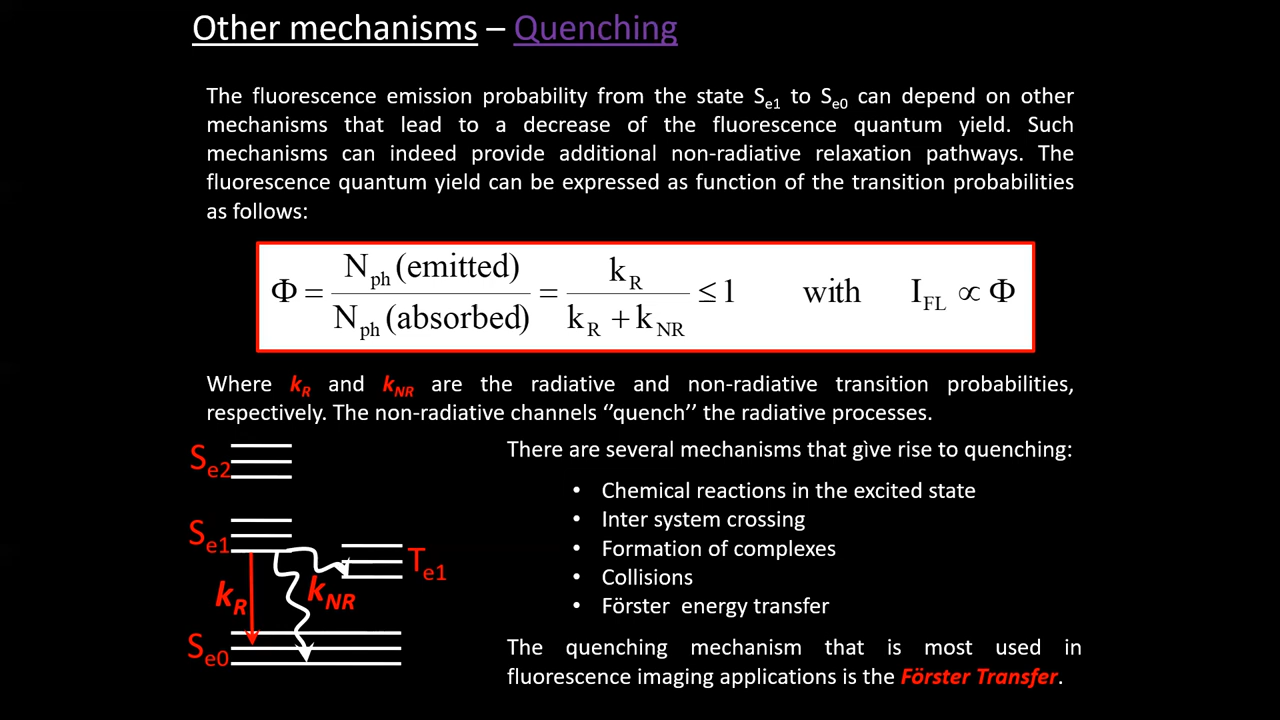 Other mechanisms – Quenching
The fluorescence emission probability from the state Se1 to Se0 can depend on other
mechanisms that lead to a decrease of the fluorescence quantum yield. Such
mechanisms can indeed provide additional non-radiative relaxation pathways. The
fluorescence quantum yield can be expressed as function of the transition probabilities
as follows:
Φ = Nph (emitted) / Nph (absorbed) = kR / (kR + kNR) ≤ 1 with IFL ∝ Φ
Where kR and kNR are the radiative and non-radiative transition probabilities,
respectively. The non-radiative channels ‘’quench’’ the radiative processes.
There are several mechanisms that give rise to quenching:
• Chemical reactions in the excited state
• Inter system crossing
• Formation of complexes
• Collisions
• Förster energy transfer
The quenching mechanism that is most used in
fluorescence imaging applications is the Förster Transfer.
Se2
Se1
Te1
kR
kNR
Se0